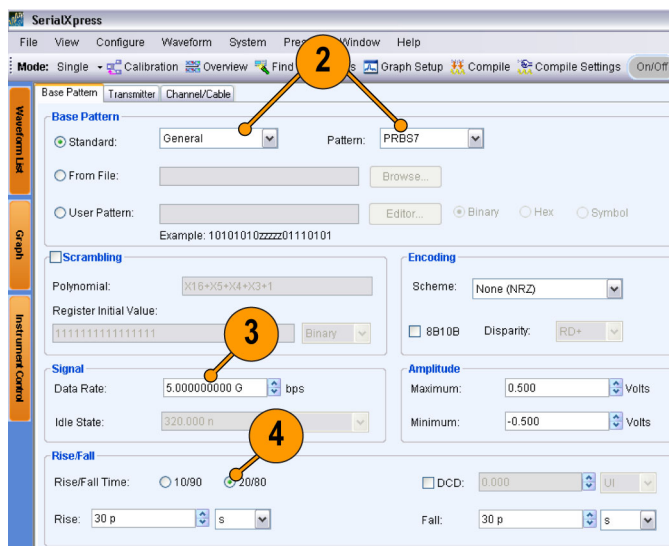 SerialXpress
File View Configure Waveform System Window Help
Mode: Single Calibration Overview Find Graph Setup Compile Compile Settings On/Off
2
Base Pattern Transmitter Channel/Cable
Waveform List
Graph
Instrument Control
Base Pattern
Standard: General Pattern: PRBS7
From File: Browse...
User Pattern: Editor... Binary Hex Symbol
Example: 10101010zzzzz01110101
Scrambling
Polynomial: X16+X5+X4+X3+1
Register Initial Value:
1111111111111111 Binary
3
Encoding
Scheme: None (NRZ)
8B10B Disparity: RD+
Signal
Data Rate: 5.000000000 G bps
Idle State: 320.000 n
4
Amplitude
Maximum: 0.500 Volts
Minimum: -0.500 Volts
Rise/Fall
Rise/Fall Time: 10/90 20/80 DCD: 0.000 UI
Rise: 30 p s Fall: 30 p s